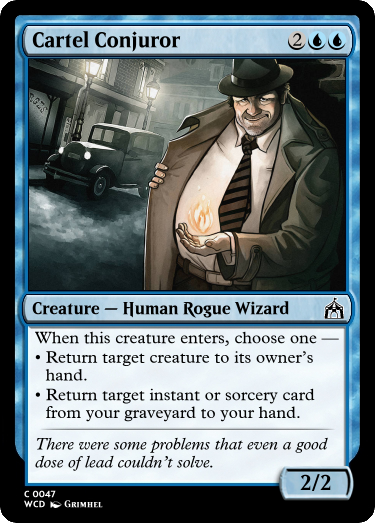 Cartel Conjuror 2
Creature — Human Rogue Wizard
When this creature enters, choose one —
• Return target creature to its owner's
hand.
• Return target instant or sorcery card
from your graveyard to your hand.
There were some problems that even a good
dose of lead couldn't solve.
2/2
C 0047
WCD GRIMHEL